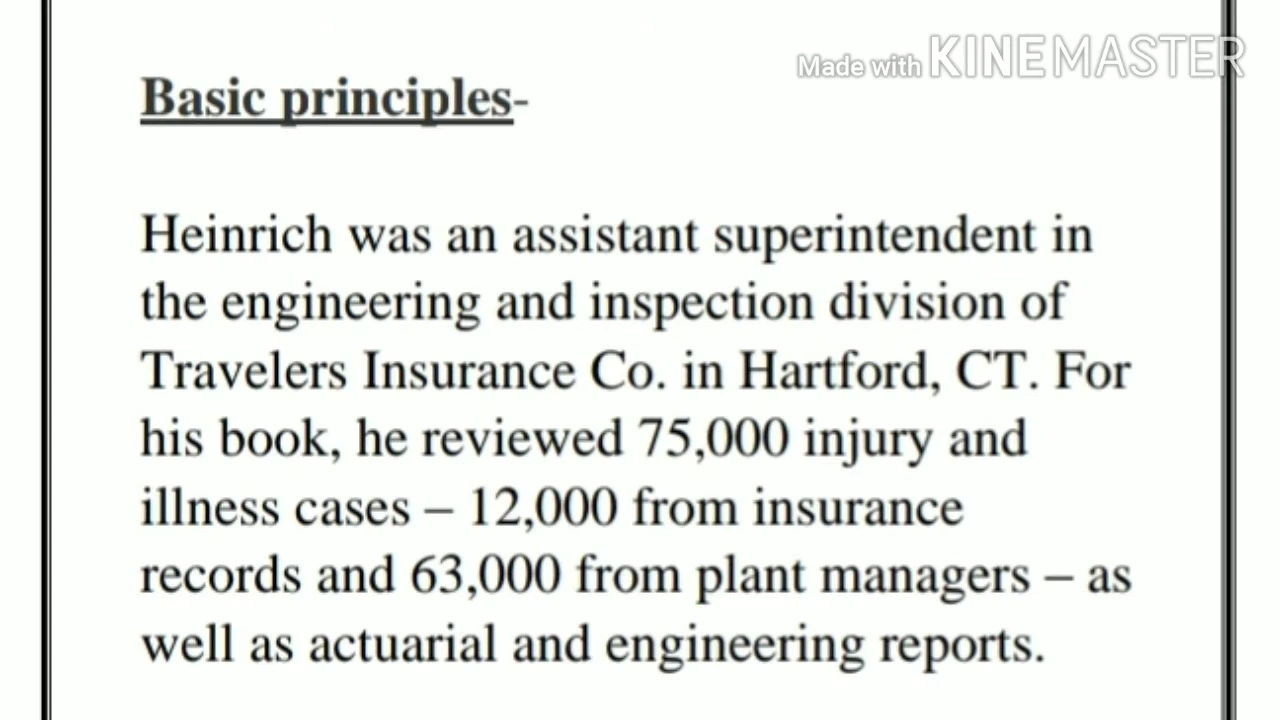 Made with KINEMASTER
Basic principles-
Heinrich was an assistant superintendent in
the engineering and inspection division of
Travelers Insurance Co. in Hartford, CT. For
his book, he reviewed 75,000 injury and
illness cases – 12,000 from insurance
records and 63,000 from plant managers – as
well as actuarial and engineering reports.